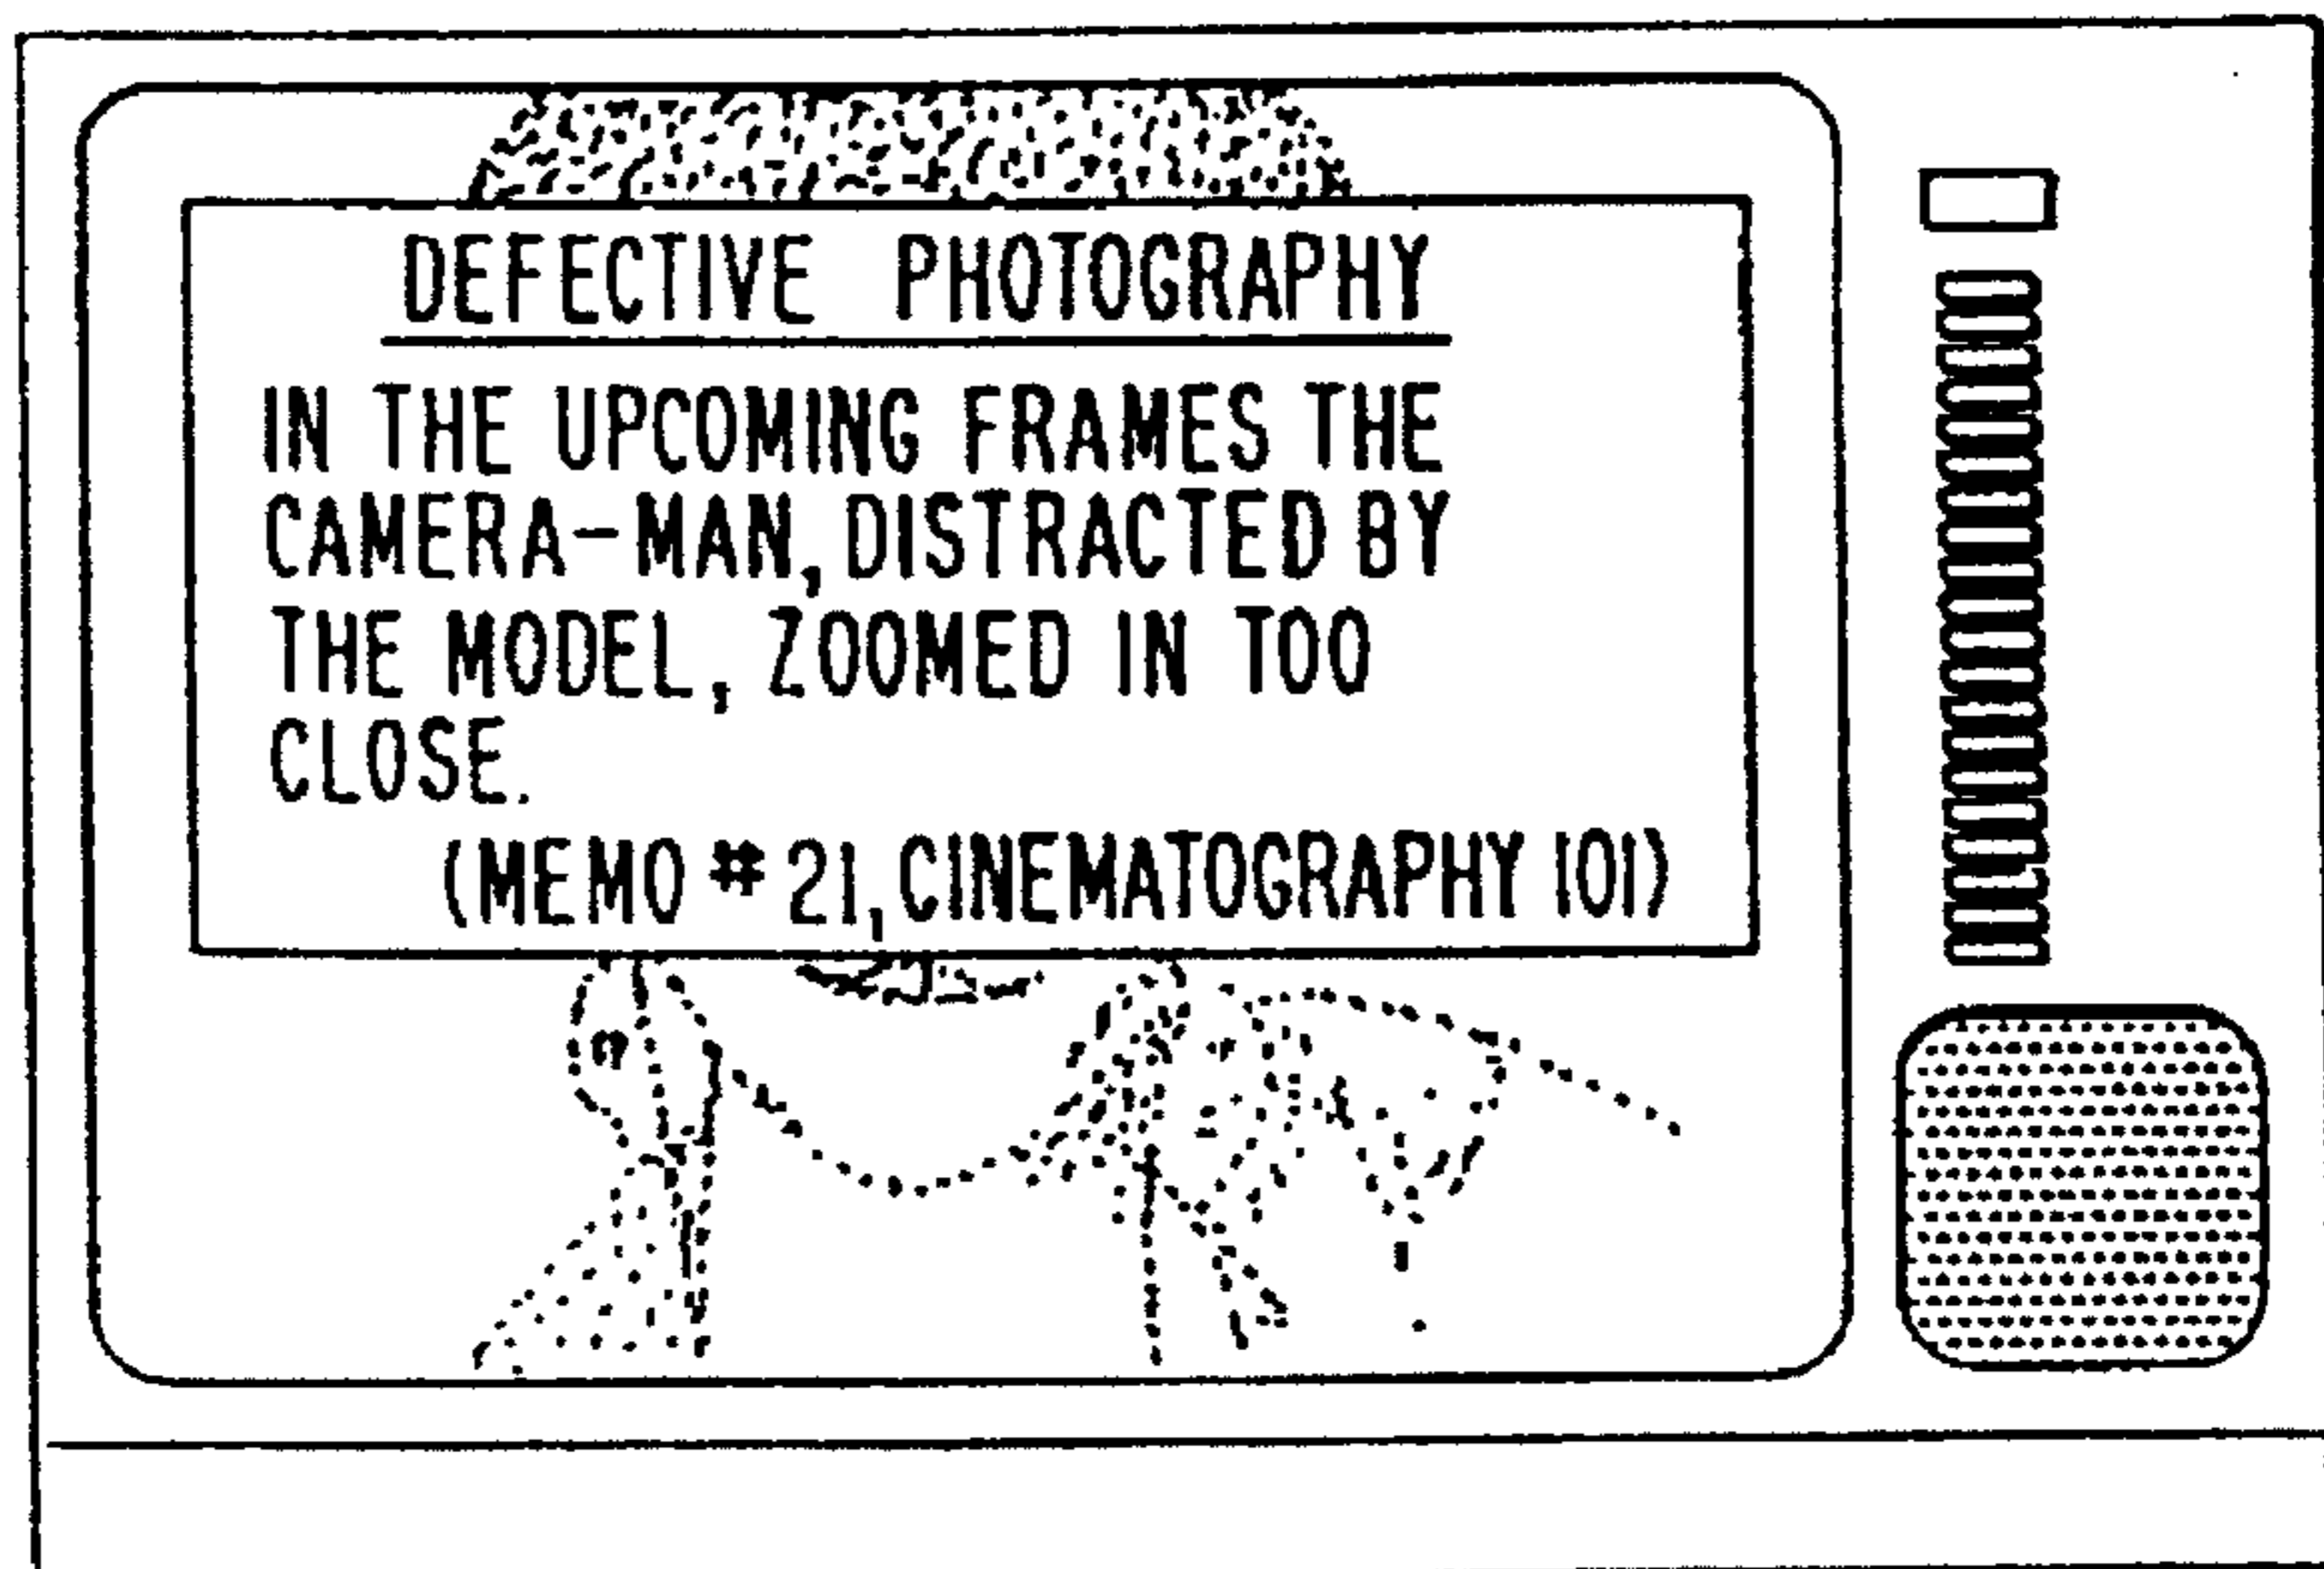 DEFECTIVE PHOTOGRAPHY
IN THE UPCOMING FRAMES THE
CAMERA-MAN, DISTRACTED BY
THE MODEL, ZOOMED IN TOO
CLOSE.
(MEMO # 21, CINEMATOGRAPHY 101)